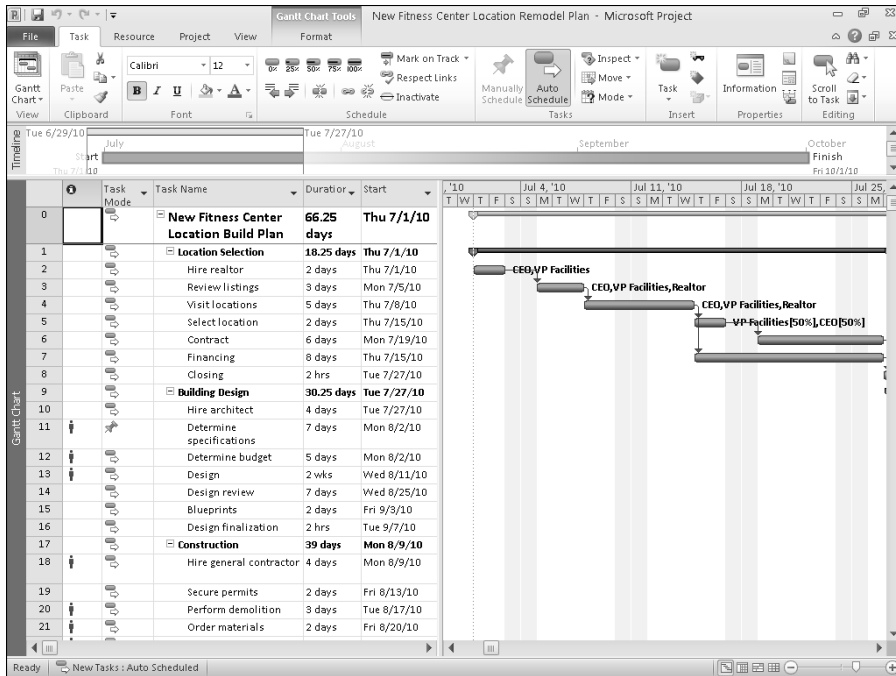 Gantt Chart Tools New Fitness Center Location Remodel Plan - Microsoft Project
File Task Resource Project View Format
Gantt Chart
Paste
Calibri 12
B I U A
0% 25% 50% 75% 100%
Mark on Track
Respect Links
Inactivate
Manually Schedule
Auto Schedule
Inspect
Move
Mode
Task
Information
Scroll to Task
View Clipboard Font Schedule Tasks Insert Properties Editing
Timeline
Tue 6/29/10 Tue 7/27/10
July August September October
Start
Thu 7/1/10
Finish
Fri 10/1/10
Task Mode Task Name Duration Start
, '10 Jul 4, '10 Jul 11, '10 Jul 18, '10 Jul 25,
T W T F S S M T W T F S S M T W T F S S M T W T F S S M
Gantt Chart
0 New Fitness Center Location Build Plan 66.25 days Thu 7/1/10
1 Location Selection 18.25 days Thu 7/1/10
2 Hire realtor 2 days Thu 7/1/10 CEO,VP Facilities
3 Review listings 3 days Mon 7/5/10 CEO,VP Facilities,Realtor
4 Visit locations 5 days Thu 7/8/10 CEO,VP Facilities,Realtor
5 Select location 2 days Thu 7/15/10 VP Facilities[50%],CEO[50%]
6 Contract 6 days Mon 7/19/10
7 Financing 8 days Thu 7/15/10
8 Closing 2 hrs Tue 7/27/10
9 Building Design 30.25 days Tue 7/27/10
10 Hire architect 4 days Tue 7/27/10
11 Determine specifications 7 days Mon 8/2/10
12 Determine budget 5 days Mon 8/2/10
13 Design 2 wks Wed 8/11/10
14 Design review 7 days Wed 8/25/10
15 Blueprints 2 days Fri 9/3/10
16 Design finalization 2 hrs Tue 9/7/10
17 Construction 39 days Mon 8/9/10
18 Hire general contractor 4 days Mon 8/9/10
19 Secure permits 2 days Fri 8/13/10
20 Perform demolition 3 days Tue 8/17/10
21 Order materials 2 days Fri 8/20/10
Ready New Tasks : Auto Scheduled